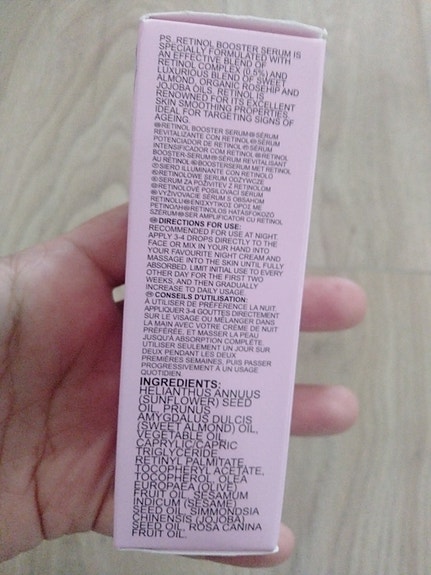 PS. RETINOL BOOSTER SERUM IS
SPECIALLY FORMULATED WITH
AN EFFECTIVE BLEND OF
RETINOL COMPLEX (0.5%) AND
LUXURIOUS BLEND OF SWEET
ALMOND, ORGANIC ROSEHIP AND
JOJOBA OILS. RETINOL IS
RENOWNED FOR ITS EXCELLENT
SKIN SMOOTHING PROPERTIES,
IDEAL FOR TARGETING SIGNS OF
AGEING.
RETINOL BOOSTER SERUM SÉRUM
REVITALIZANTE CON RETINOL SÉRUM
POTENCIADOR DE RETINOL SÉRUM
INTENSIFICADOR COM RETINOL RETINOL
BOOSTER-SERUM SÉRUM REVITALISANT
AU RÉTINOL BOOSTERSERUM MET RETINOL
SIERO ILLUMINANTE CON RETINOLO
RETINOLOWE SERUM ODŻYWCZE
SERUM ZA POŽIVITEV Z RETINOLOM
RETINOLOVÉ POSILOVACÍ SÉRUM
VYŽIVOVACIE SÉRUM S OBSAHOM
RETINOLU ΕΝΙΣΧΥΤΙΚΟΣ ΟΡΟΣ ΜΕ
ΡΕΤΙΝΟΛΗ RETINOLOS HATÁSFOKOZÓ
SZÉRUM SER AMPLIFICATOR CU RETINOL
DIRECTIONS FOR USE:
RECOMMENDED FOR USE AT NIGHT.
APPLY 3-4 DROPS DIRECTLY TO THE
FACE OR MIX IN YOUR HAND INTO
YOUR FAVOURITE NIGHT CREAM AND
MASSAGE INTO THE SKIN UNTIL FULLY
ABSORBED. LIMIT INITIAL USE TO EVERY
OTHER DAY FOR THE FIRST TWO
WEEKS, AND THEN GRADUALLY
INCREASE TO DAILY USAGE.
CONSEILS D'UTILISATION:
À UTILISER DE PRÉFÉRENCE LA NUIT.
APPLIQUER 3-4 GOUTTES DIRECTEMENT
SUR LE VISAGE OU MÉLANGER DANS
LA MAIN AVEC VOTRE CRÈME DE NUIT
PRÉFÉRÉE, ET MASSER LA PEAU
JUSQU'À ABSORPTION COMPLÈTE.
UTILISER SEULEMENT UN JOUR SUR
DEUX PENDANT LES DEUX
PREMIÈRES SEMAINES, PUIS PASSER
PROGRESSIVEMENT À UN USAGE
QUOTIDIEN.
INGREDIENTS:
HELIANTHUS ANNUUS
(SUNFLOWER) SEED
OIL, PRUNUS
AMYGDALUS DULCIS
(SWEET ALMOND) OIL,
VEGETABLE OIL,
CAPRYLIC/CAPRIC
TRIGLYCERIDE,
RETINYL PALMITATE,
TOCOPHERYL ACETATE,
TOCOPHEROL, OLEA
EUROPAEA (OLIVE)
FRUIT OIL, SESAMUM
INDICUM (SESAME)
SEED OIL, SIMMONDSIA
CHINENSIS (JOJOBA)
SEED OIL, ROSA CANINA
FRUIT OIL.